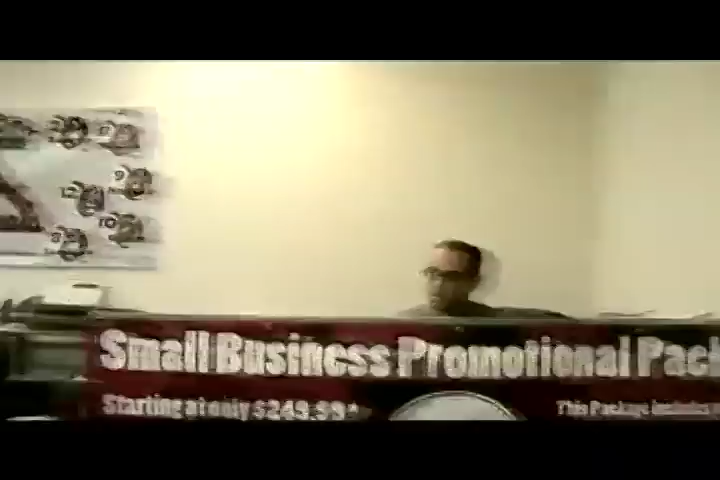 Small Business Promotional Pack
Starting at only $249.99*
This Package includes